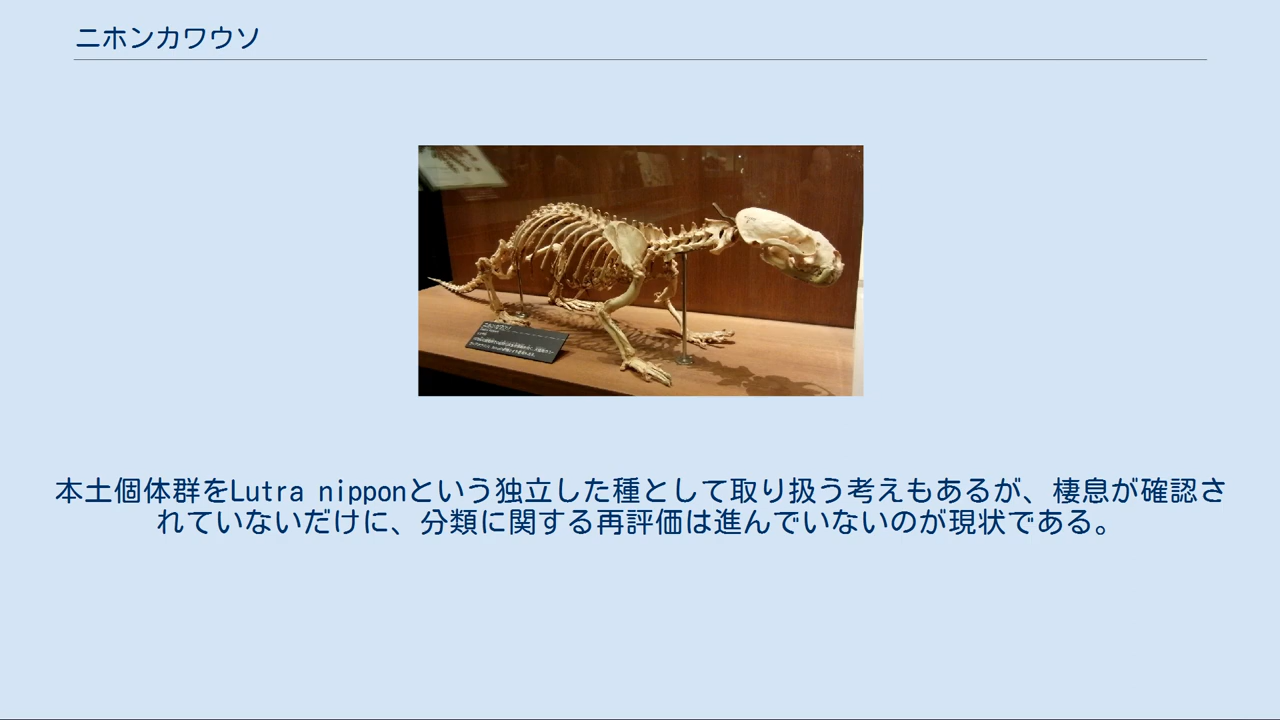 ニホンカワウソ
本土個体群をLutra nipponという独立した種として取り扱う考えもあるが、棲息が確認さ
れていないだけに、分類に関する再評価は進んでいないのが現状である。